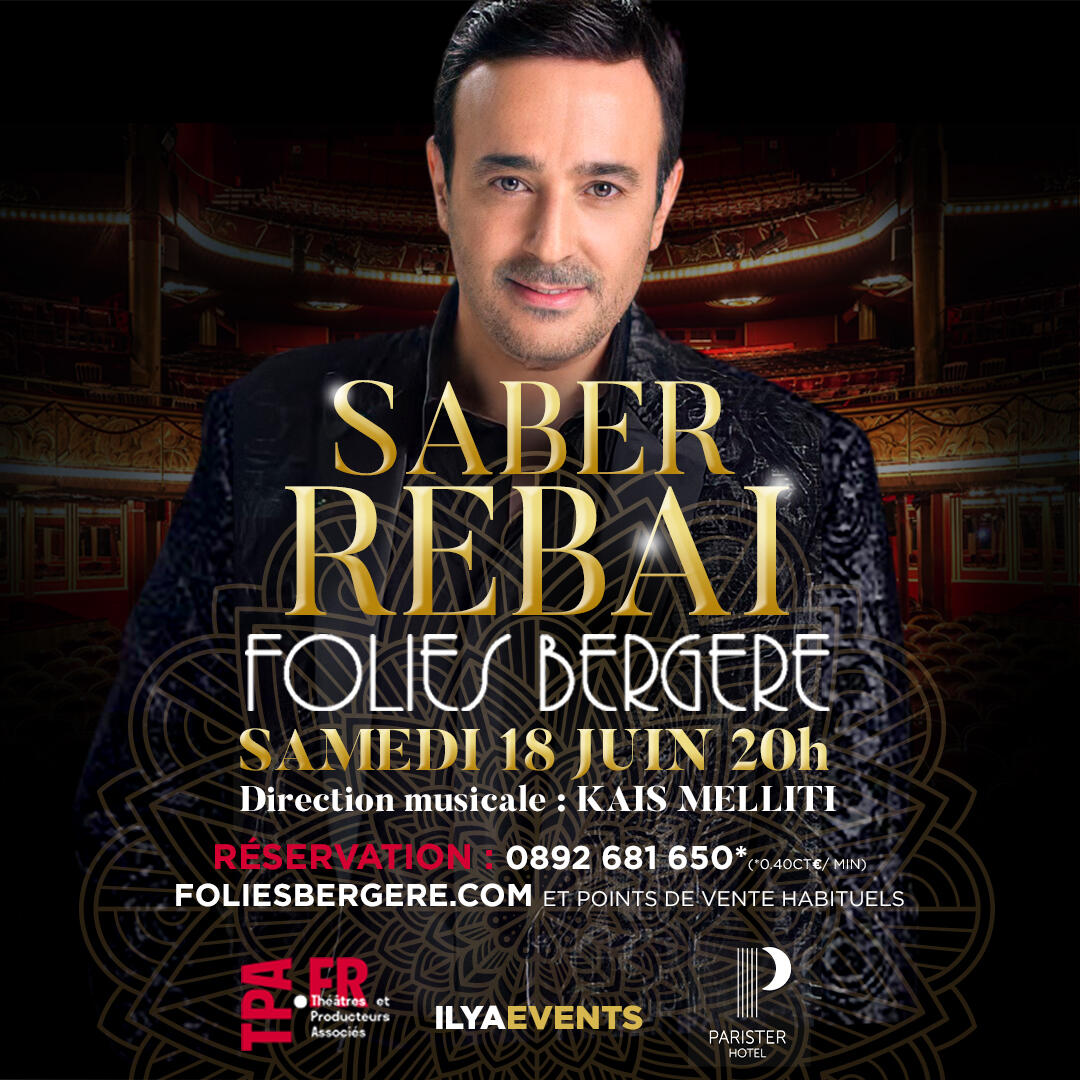 SABER
REBAI
FOLIES BERGERE
SAMEDI 18 JUIN 20h
Direction musicale : KAIS MELLITI
RÉSERVATION : 0892 681 650* (*0.40CT€/ MIN)
FOLIESBERGERE.COM ET POINTS DE VENTE HABITUELS
TPA
.FR
Théâtres et
Producteurs
Associés
ILYAEVENTS
P
PARISTER
HOTEL